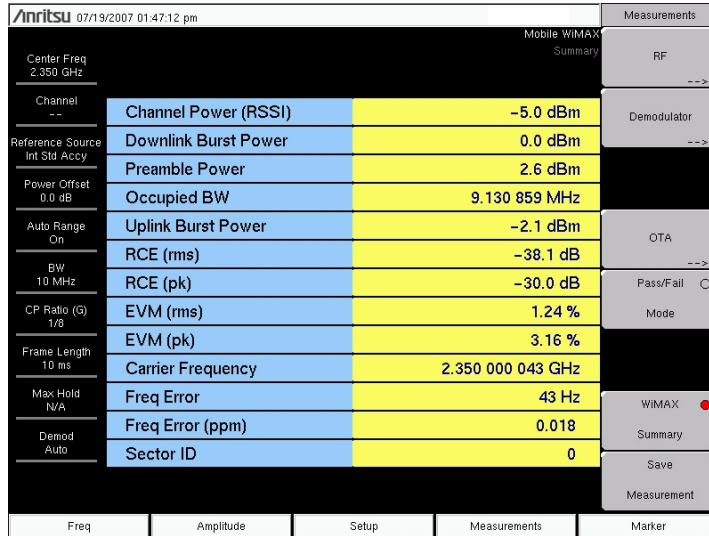 Anritsu 07/19/2007 01:47:12 pm
Measurements
Mobile WiMAX
Summary
Center Freq
2.350 GHz
Channel
--
Reference Source
Int Std Accy
Power Offset
0.0 dB
Auto Range
On
BW
10 MHz
CP Ratio (G)
1/8
Frame Length
10 ms
Max Hold
N/A
Demod
Auto
Channel Power (RSSI) -5.0 dBm
Downlink Burst Power 0.0 dBm
Preamble Power 2.6 dBm
Occupied BW 9.130 859 MHz
Uplink Burst Power -2.1 dBm
RCE (rms) -38.1 dB
RCE (pk) -30.0 dB
EVM (rms) 1.24 %
EVM (pk) 3.16 %
Carrier Frequency 2.350 000 043 GHz
Freq Error 43 Hz
Freq Error (ppm) 0.018
Sector ID 0
RF
-->
Demodulator
-->
OTA
-->
Pass/Fail
Mode
WiMAX
Summary
Save
Measurement
Freq Amplitude Setup Measurements Marker